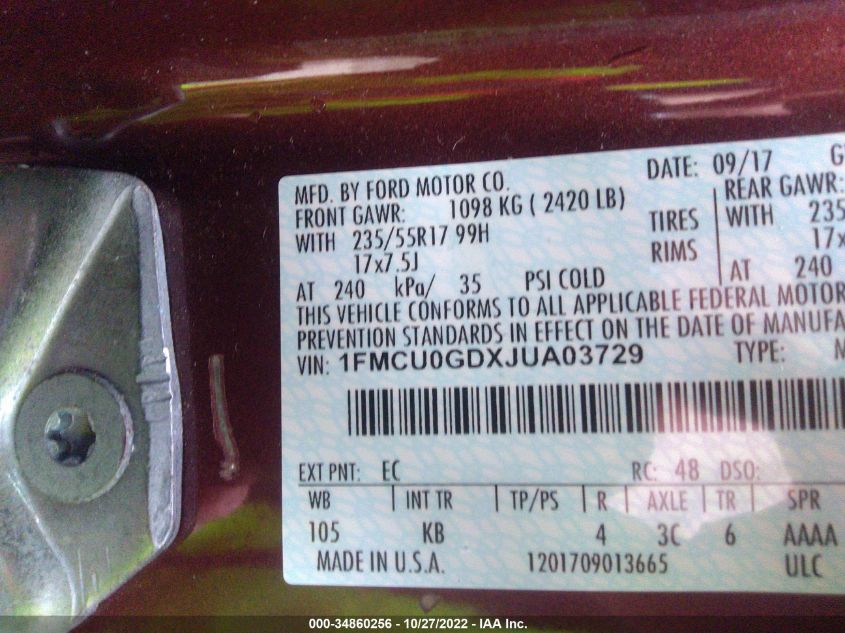 MFD. BY FORD MOTOR CO.
DATE: 09/17
FRONT GAWR: 1098 KG ( 2420 LB)
REAR GAWR:
WITH 235/55R17 99H
TIRES
WITH 235
17x7.5J
RIMS
17x
AT 240 kPa/ 35 PSI COLD
AT 240
THIS VEHICLE CONFORMS TO ALL APPLICABLE FEDERAL MOTOR
PREVENTION STANDARDS IN EFFECT ON THE DATE OF MANUFA
VIN: 1FMCU0GDXJUA03729
TYPE: M
EXT PNT: EC
RC: 48 DSO:
WB | INT TR | TP/PS | R | AXLE | TR | SPR
105 KB 4 3C 6 AAAA
MADE IN U.S.A.
1201709013665
ULC
000-34860256 - 10/27/2022 - IAA Inc.